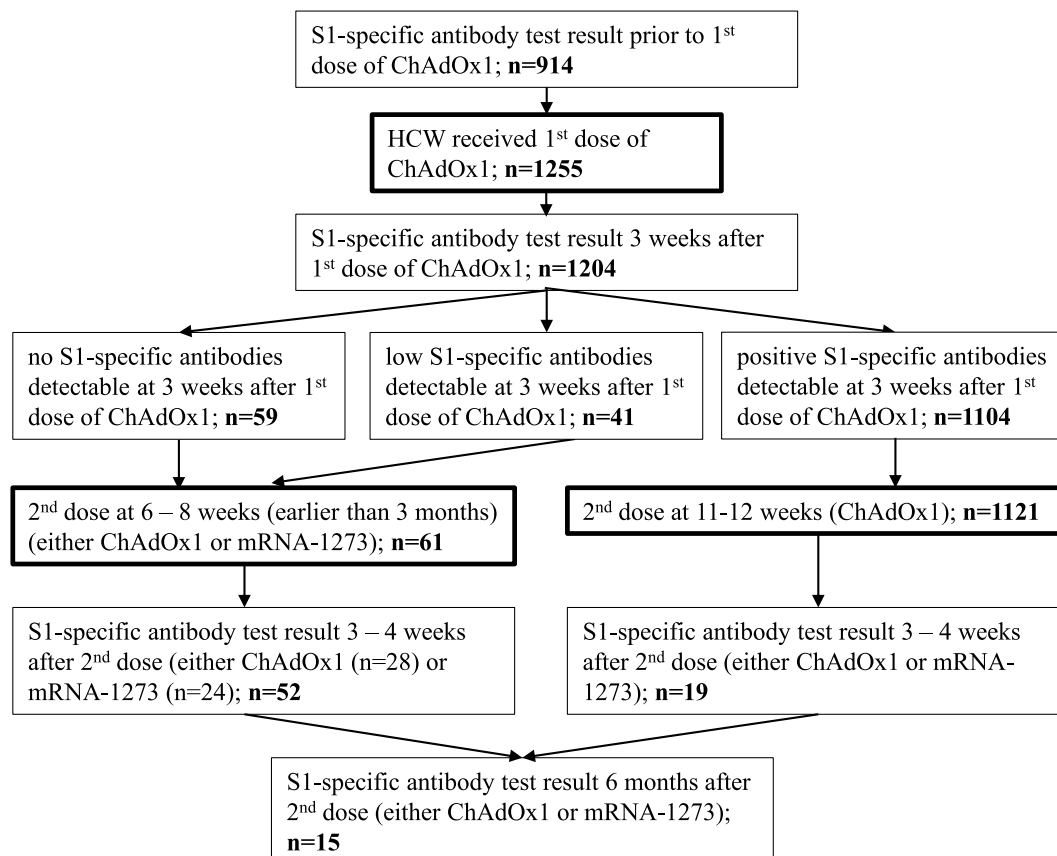 S1-specific antibody test result prior to 1st
dose of ChAdOx1; n=914
HCW received 1st dose of
ChAdOx1; n=1255
S1-specific antibody test result 3 weeks after
1st dose of ChAdOx1; n=1204
no S1-specific antibodies
detectable at 3 weeks after 1st
dose of ChAdOx1; n=59
low S1-specific antibodies
detectable at 3 weeks after 1st
dose of ChAdOx1; n=41
positive S1-specific antibodies
detectable at 3 weeks after 1st
dose of ChAdOx1; n=1104
2nd dose at 6 – 8 weeks (earlier than 3 months)
(either ChAdOx1 or mRNA-1273); n=61
2nd dose at 11-12 weeks (ChAdOx1); n=1121
S1-specific antibody test result 3 – 4 weeks
after 2nd dose (either ChAdOx1 (n=28) or
mRNA-1273 (n=24); n=52
S1-specific antibody test result 3 – 4 weeks
after 2nd dose (either ChAdOx1 or mRNA-
1273); n=19
S1-specific antibody test result 6 months after
2nd dose (either ChAdOx1 or mRNA-1273);
n=15